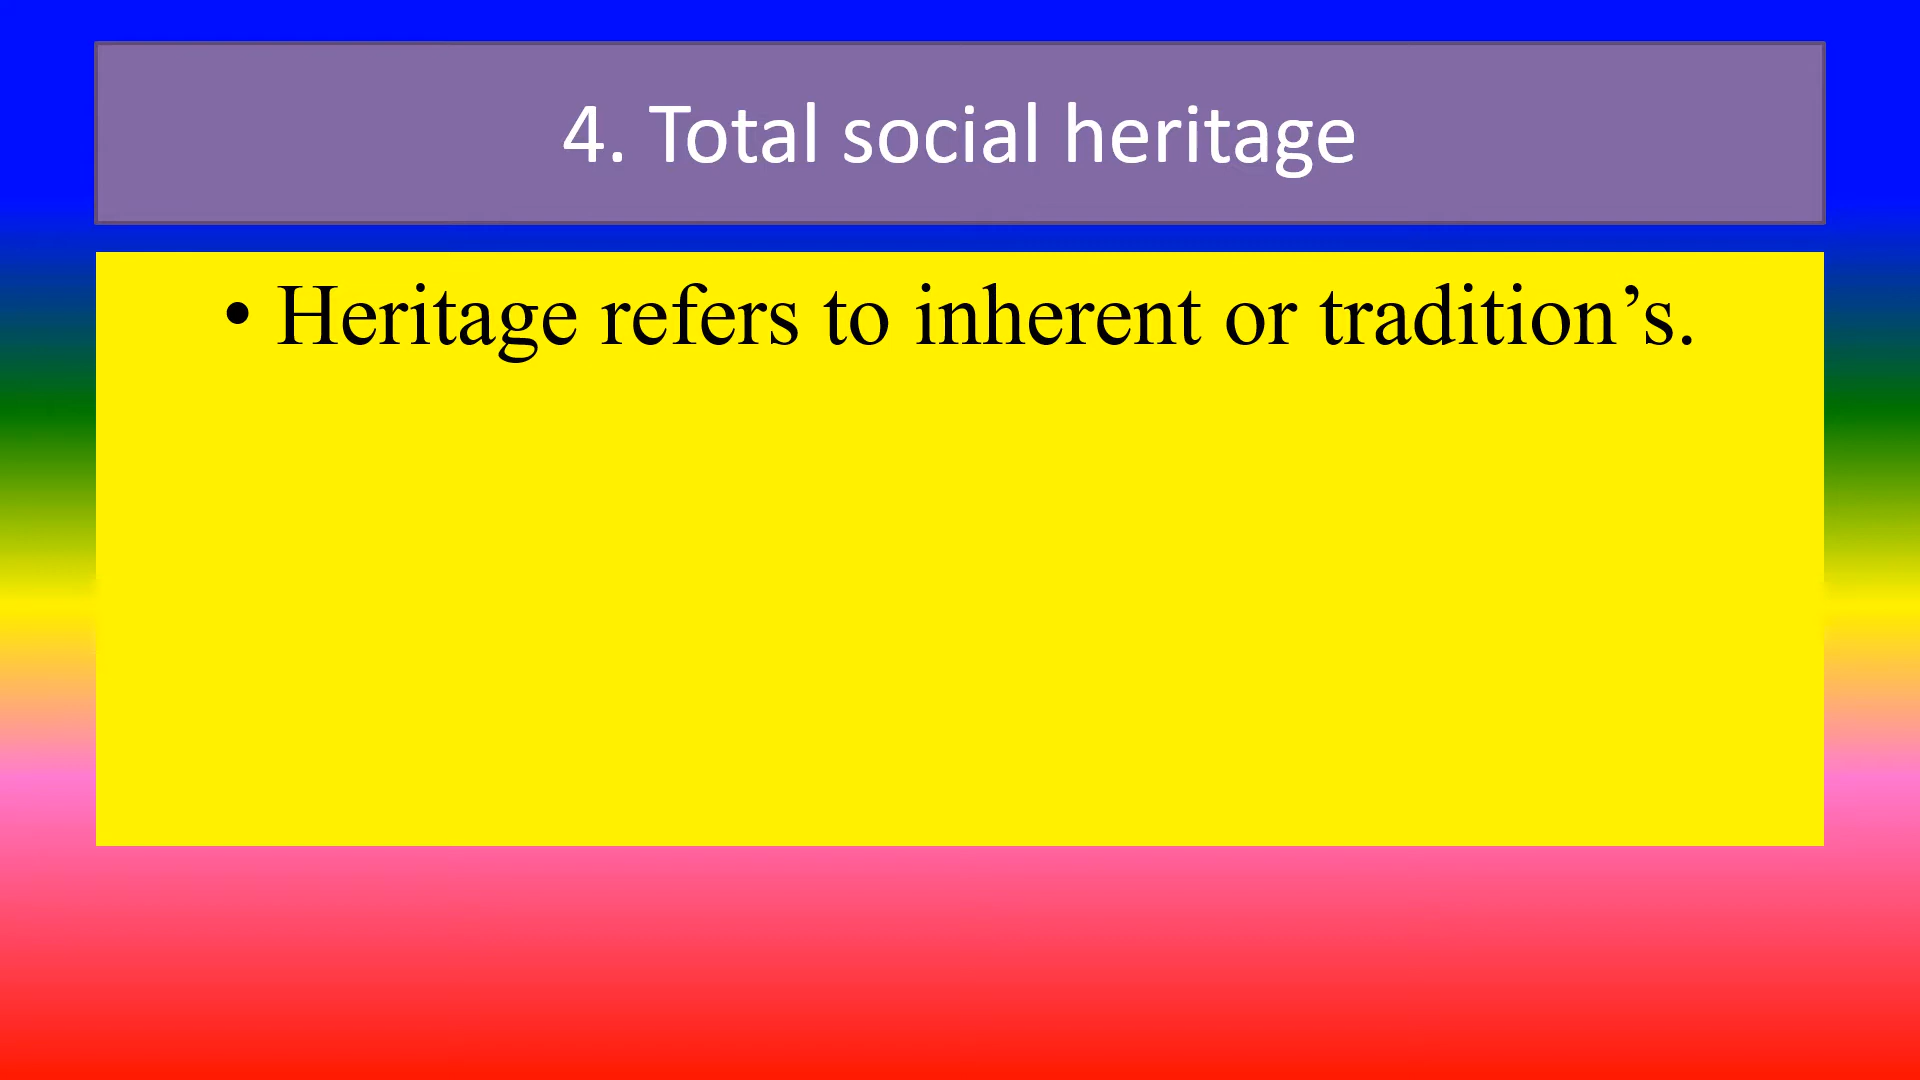 4. Total social heritage
• Heritage refers to inherent or tradition’s.